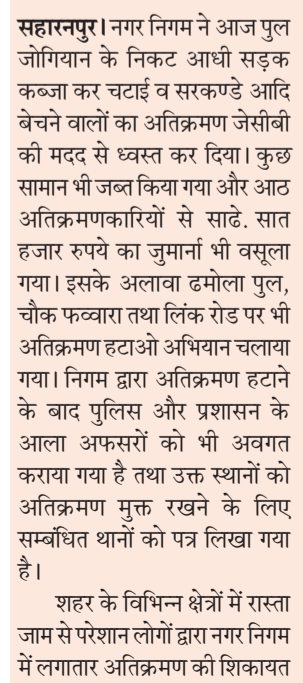 सहारनपुर। नगर निगम ने आज पुल
जोगियान के निकट आधी सड़क
कब्जा कर चटाई व सरकण्डे आदि
बेचने वालों का अतिक्रमण जेसीबी
की मदद से ध्वस्त कर दिया। कुछ
सामान भी जब्त किया गया और आठ
अतिक्रमणकारियों से साढे. सात
हजार रुपये का जुमार्ना भी वसूला
गया। इसके अलावा ढमोला पुल,
चौक फव्वारा तथा लिंक रोड पर भी
अतिक्रमण हटाओ अभियान चलाया
गया। निगम द्वारा अतिक्रमण हटाने
के बाद पुलिस और प्रशासन के
आला अफसरों को भी अवगत
कराया गया है तथा उक्त स्थानों को
अतिक्रमण मुक्त रखने के लिए
सम्बंधित थानों को पत्र लिखा गया
है।
शहर के विभिन्न क्षेत्रों में रास्ता
जाम से परेशान लोगों द्वारा नगर निगम
में लगातार अतिक्रमण की शिकायत